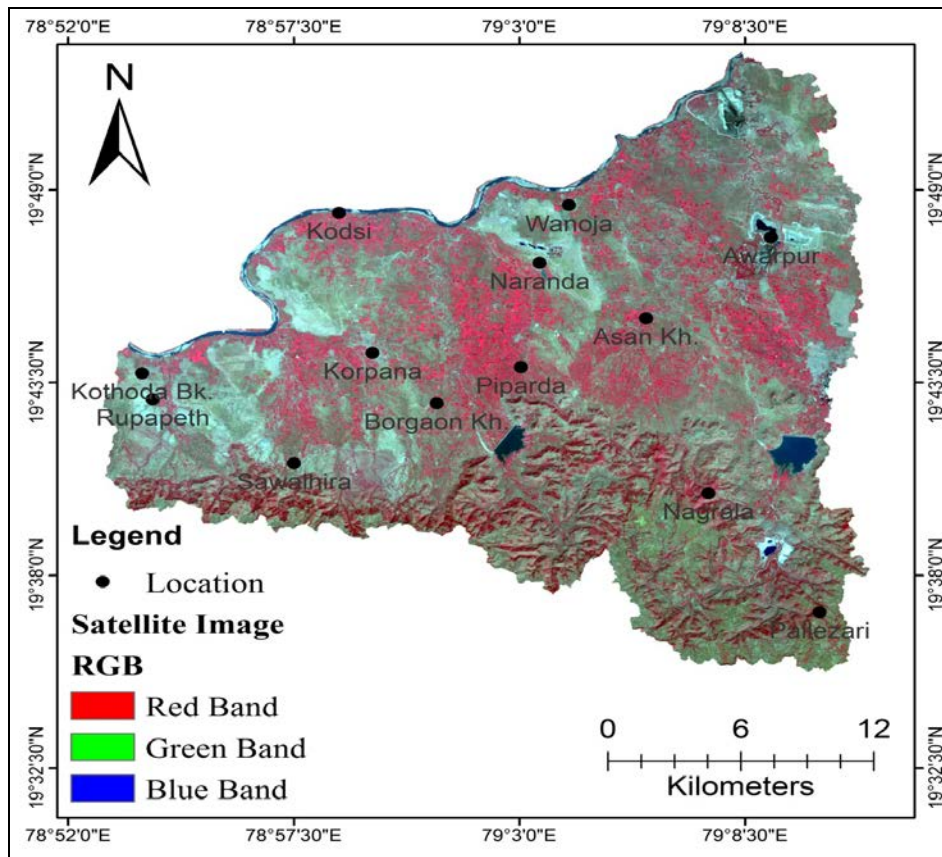 78°52'0"E 78°57'30"E 79°3'0"E 79°8'30"E
N
19°49'0"N 19°49'0"N
Kodsi
Wanoja
Awarpur
Naranda
Asan Kh.
Korpana
Piparda
19°43'30"N 19°43'30"N
Kothoda Bk.
Rupapeth
Borgaon Kh.
Sawalhira
Nagrala
Legend
Location
19°38'0"N 19°38'0"N
Satellite Image
Pallezari
RGB
Red Band
Green Band
Blue Band
0 6 12
Kilometers
19°32'30"N 19°32'30"N
78°52'0"E 78°57'30"E 79°3'0"E 79°8'30"E